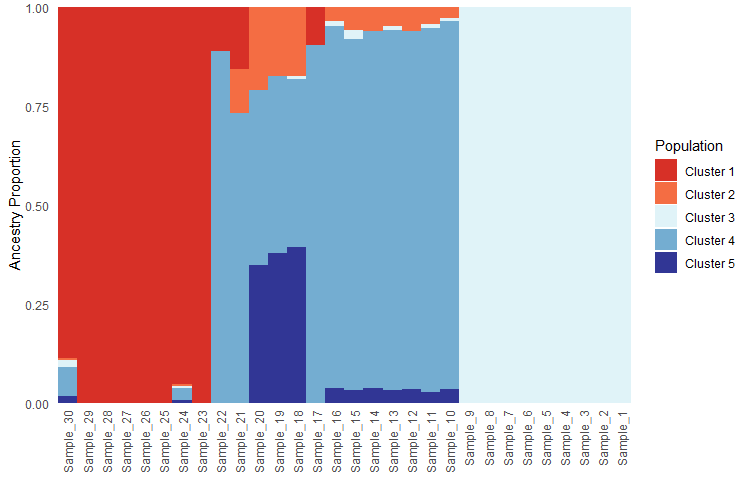 1.00
0.75
0.50
0.25
0.00
Ancestry Proportion
Sample_30
Sample_29
Sample_28
Sample_27
Sample_26
Sample_25
Sample_24
Sample_23
Sample_22
Sample_21
Sample_20
Sample_19
Sample_18
Sample_17
Sample_16
Sample_15
Sample_14
Sample_13
Sample_12
Sample_11
Sample_10
Sample_9
Sample_8
Sample_7
Sample_6
Sample_5
Sample_4
Sample_3
Sample_2
Sample_1
Population
Cluster 1
Cluster 2
Cluster 3
Cluster 4
Cluster 5